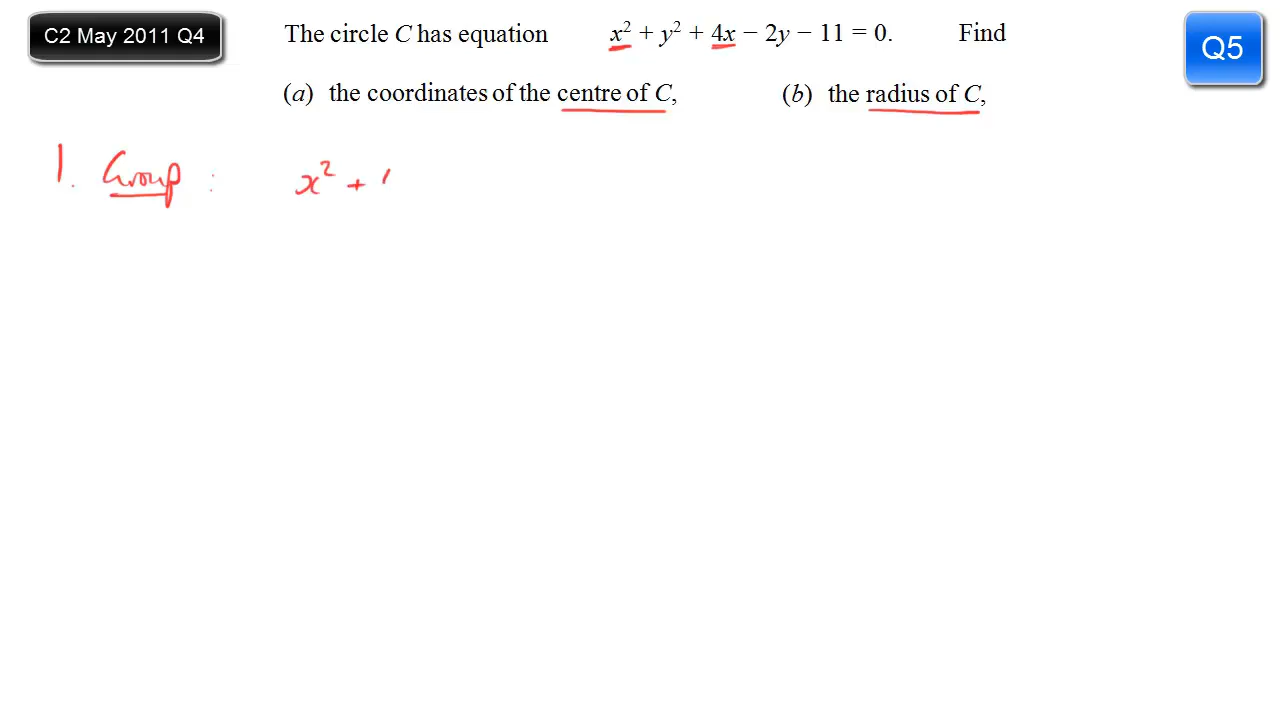 C2 May 2011 Q4
The circle C has equation x² + y² + 4x − 2y − 11 = 0. Find
Q5
(a) the coordinates of the centre of C, (b) the radius of C,
1. Group : x² +